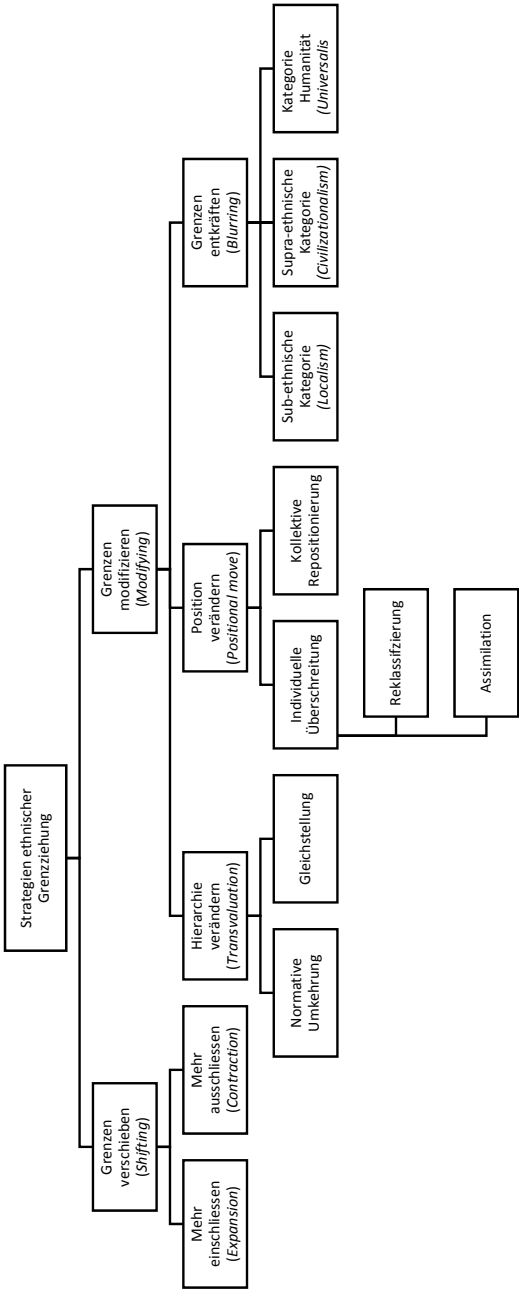 Strategien ethnischer
Grenzziehung
Grenzen
verschieben
(Shifting)
Grenzen
modifizieren
(Modifying)
Mehr
einschliessen
(Expansion)
Mehr
ausschliessen
(Contraction)
Hierarchie
verändern
(Transvaluation)
Position
verändern
(Positional move)
Grenzen
entkräften
(Blurring)
Normative
Umkehrung
Gleichstellung
Individuelle
Überschreitung
Kollektive
Repositionierung
Sub-ethnische
Kategorie
(Localism)
Supra-ethnische
Kategorie
(Civilizationalism)
Kategorie
Humanität
(Universalis
Reklassifzierung
Assimilation